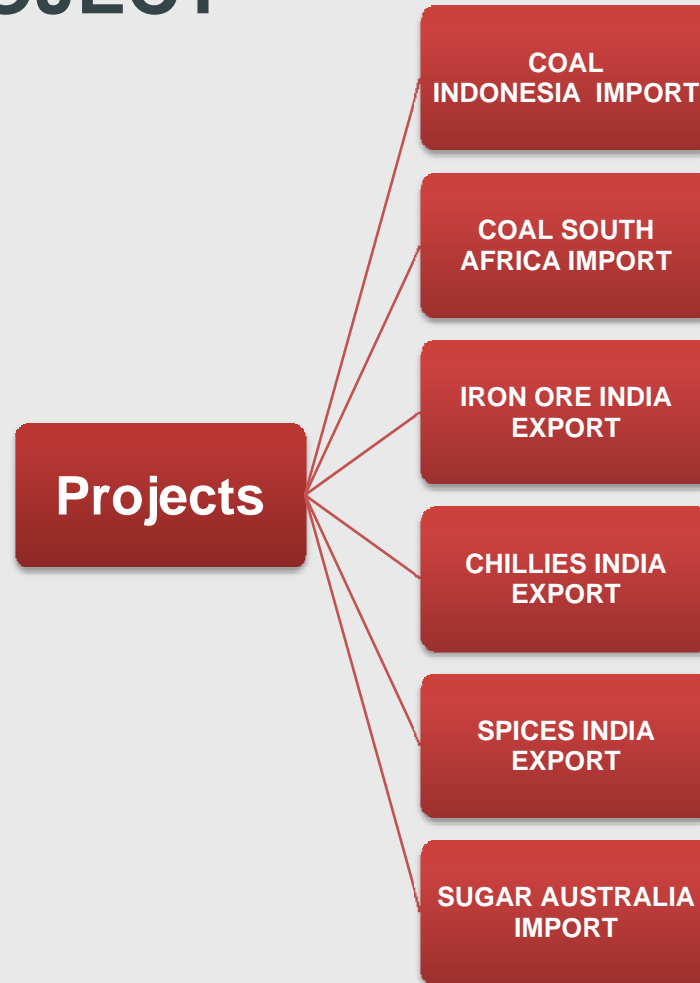 Projects
COAL
INDONESIA IMPORT
COAL SOUTH
AFRICA IMPORT
IRON ORE INDIA
EXPORT
CHILLIES INDIA
EXPORT
SPICES INDIA
EXPORT
SUGAR AUSTRALIA
IMPORT